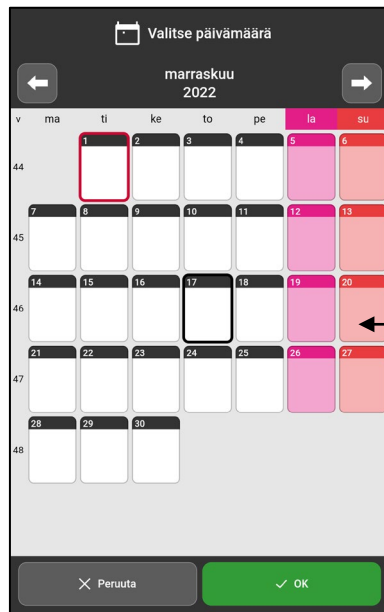 Valitse päivämäärä
marraskuu
2022
v ma ti ke to pe la su
44 1 2 3 4 5 6
45 7 8 9 10 11 12 13
46 14 15 16 17 18 19 20
47 21 22 23 24 25 26 27
48 28 29 30
Peruuta OK